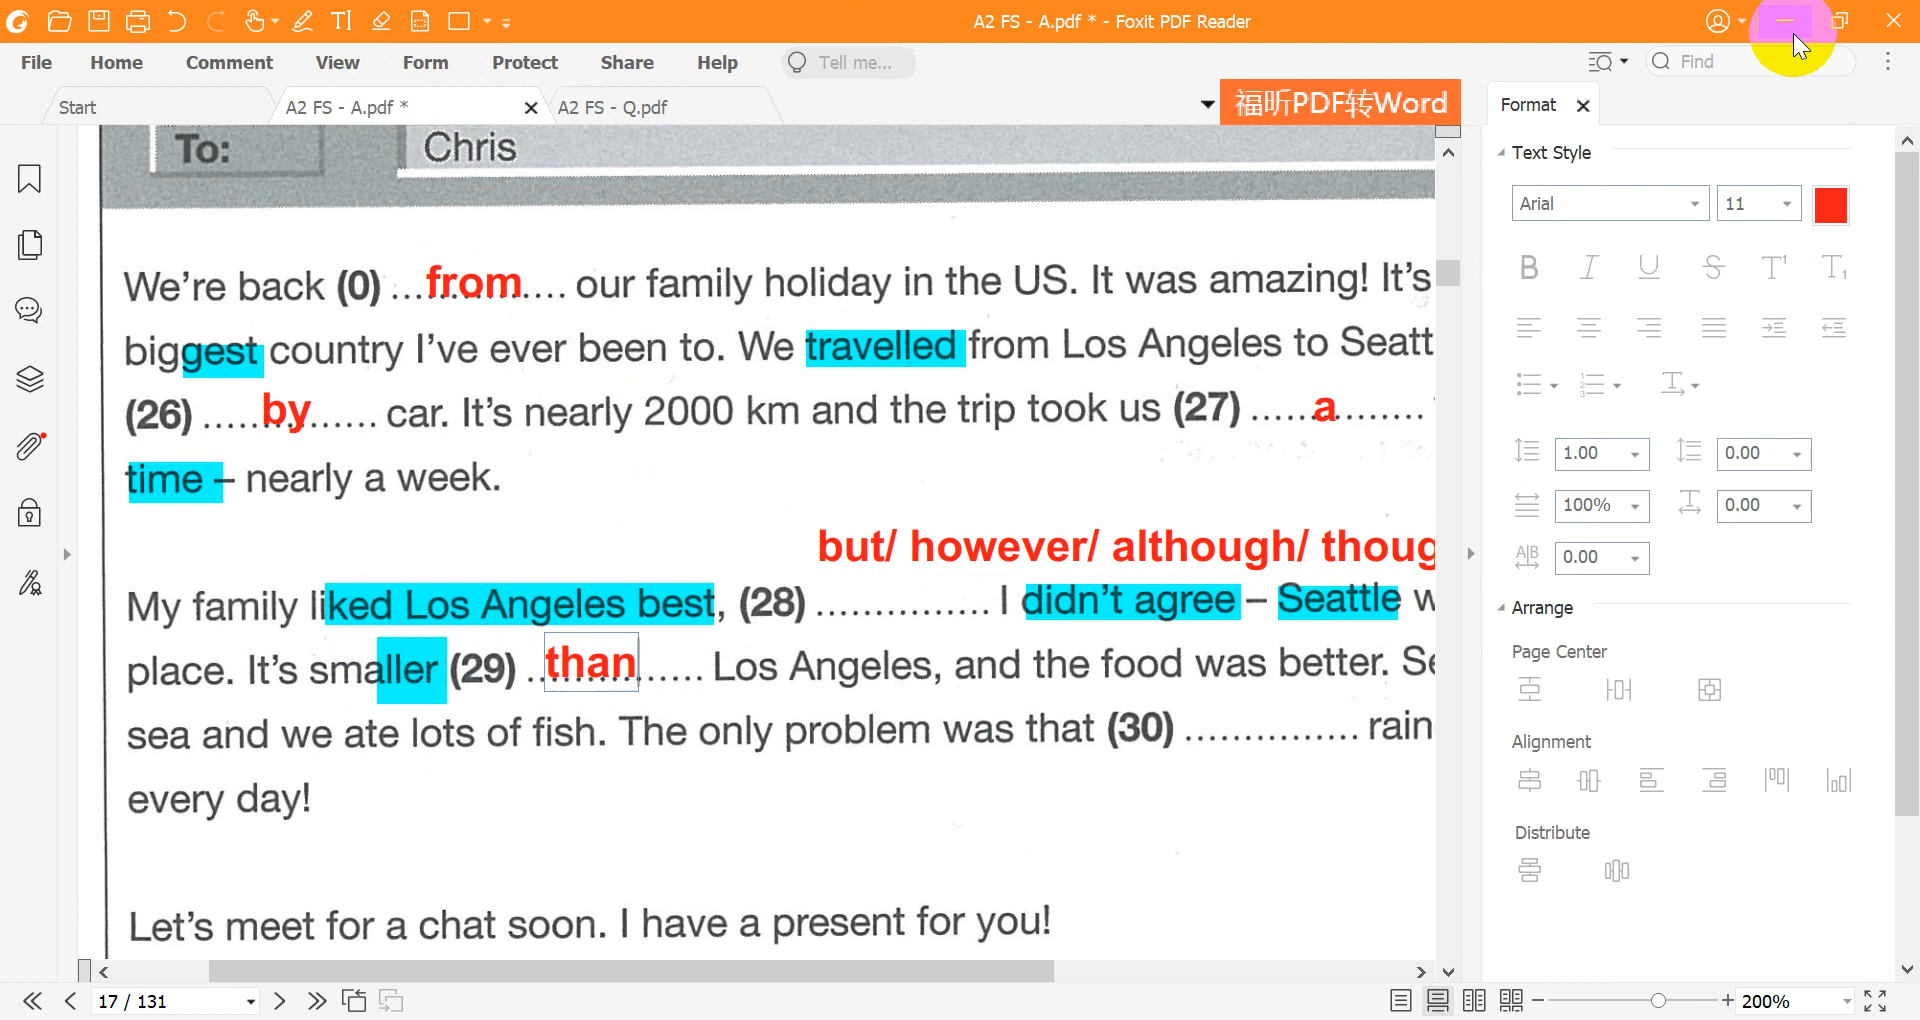 A2 FS - A.pdf * - Foxit PDF Reader
File Home Comment View Form Protect Share Help Tell me... Find
Start A2 FS - A.pdf * A2 FS - Q.pdf 福昕PDF转Word Format
To: Chris
We're back (0) ...from.... our family holiday in the US. It was amazing! It's
biggest country I've ever been to. We travelled from Los Angeles to Seatt
(26) .....by...... car. It's nearly 2000 km and the trip took us (27) .....a........
time – nearly a week.
but/ however/ although/ thoug
My family liked Los Angeles best, (28) ............... I didn't agree – Seattle w
place. It's smaller (29) .than...... Los Angeles, and the food was better. Se
sea and we ate lots of fish. The only problem was that (30) ............... rain
every day!
Let's meet for a chat soon. I have a present for you!
Text Style
Arial 11
1.00 0.00
100% 0.00
0.00
Arrange
Page Center
Alignment
Distribute
17 / 131 200%